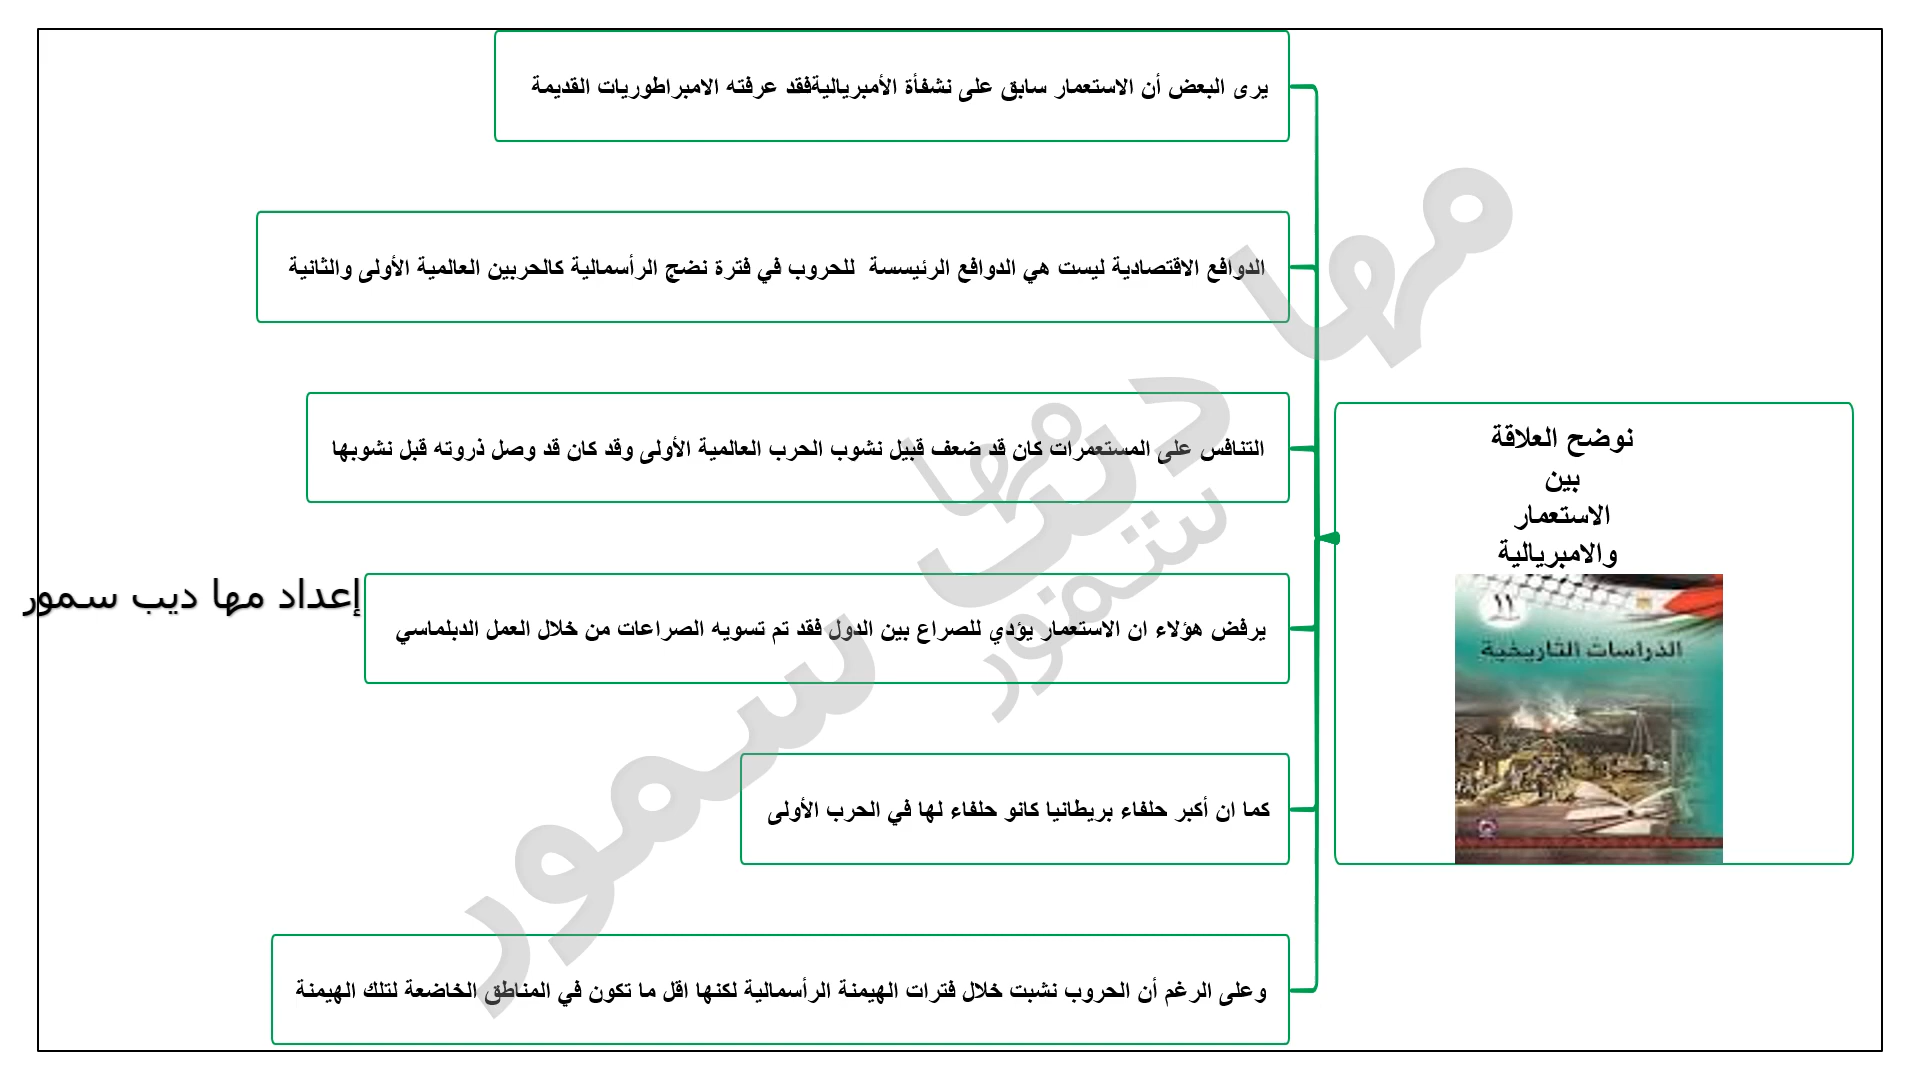 يرى البعض أن الاستعمار سابق على نشفأة الأمبرياليةفقد عرفته الامبراطوريات القديمة
الدوافع الاقتصادية ليست هي الدوافع الرئيسسة للحروب في فترة نضج الرأسمالية كالحربين العالمية الأولى والثانية
التنافس على المستعمرات كان قد ضعف قبيل نشوب الحرب العالمية الأولى وقد كان قد وصل ذروته قبل نشوبها
نوضح العلاقة
بين
الاستعمار
والامبريالية
١١
الدراسات التاريخية
يرفض هؤلاء ان الاستعمار يؤدي للصراع بين الدول فقد تم تسويه الصراعات من خلال العمل الدبلماسي
إعداد مها ديب سمور
كما ان أكبر حلفاء بريطانيا كانو حلفاء لها في الحرب الأولى
وعلى الرغم أن الحروب نشبت خلال فترات الهيمنة الرأسمالية لكنها اقل ما تكون في المناطق الخاضعة لتلك الهيمنة
مها ديب سمور
مها
سمور